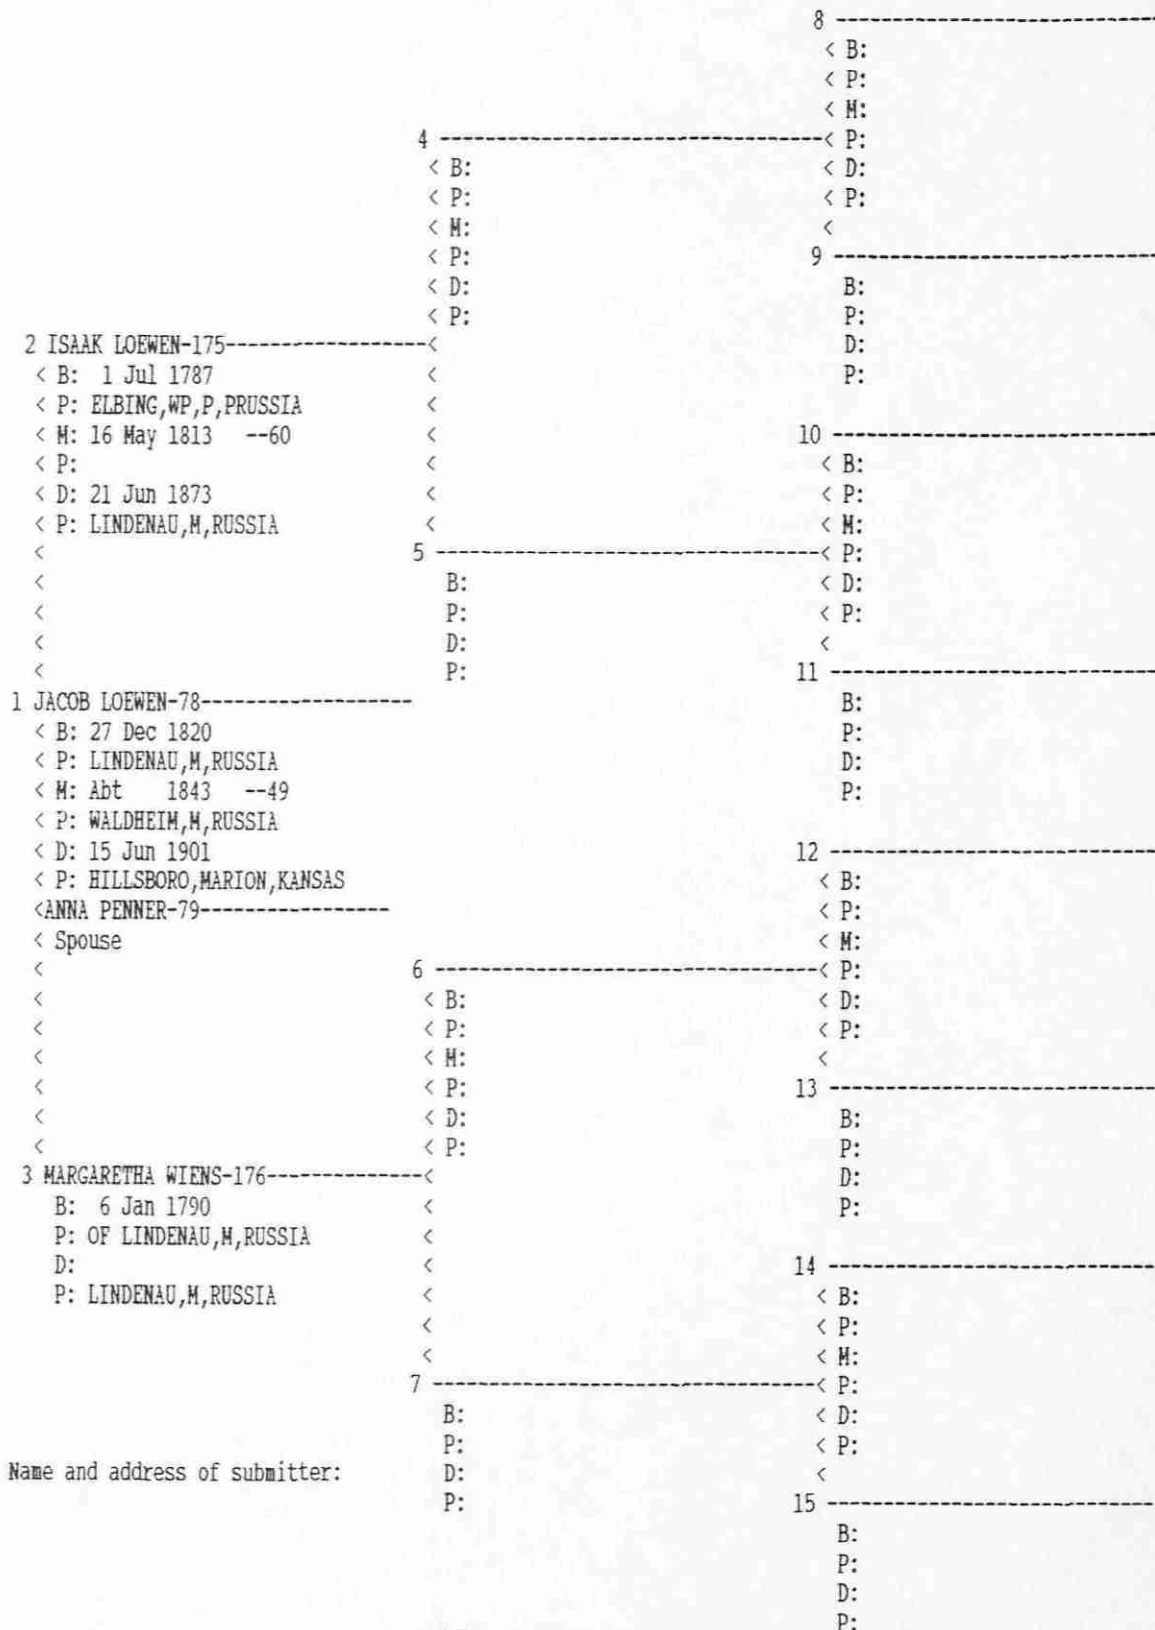 8 ------------------------------
< B:
< P:
< M:
4 -----------------------------------< P:
< B: < D:
< P: < P:
< M: <
< P: 9 ------------------------------
< D: B:
< P: P:
2 ISAAK LOEWEN-175------------------< D:
< B: 1 Jul 1787 < P:
< P: ELBING,WP,P,PRUSSIA <
< M: 16 May 1813 --60 < 10 ------------------------------
< P: < < B:
< D: 21 Jun 1873 < < P:
< P: LINDENAU,M,RUSSIA < < M:
< 5 -----------------------------------< P:
< B: < D:
< P: < P:
< D: <
< P: 11 ------------------------------
1 JACOB LOEWEN-78------------------- B:
< B: 27 Dec 1820 P:
< P: LINDENAU,M,RUSSIA D:
< M: Abt 1843 --49 P:
< P: WALDHEIM,M,RUSSIA
< D: 15 Jun 1901 12 ------------------------------
< P: HILLSBORO,MARION,KANSAS < B:
<ANNA PENNER-79----------------- < P:
< Spouse < M:
< 6 -----------------------------------< P:
< < B: < D:
< < P: < P:
< < M: <
< < P: 13 ------------------------------
< < D: B:
< < P: P:
3 MARGARETHA WIENS-176--------------< D:
B: 6 Jan 1790 < P:
P: OF LINDENAU,M,RUSSIA <
D: < 14 ------------------------------
P: LINDENAU,M,RUSSIA < < B:
< < P:
< < M:
7 -----------------------------------< P:
B: < D:
P: < P:
Name and address of submitter: D: <
P: 15 ------------------------------
B:
P:
D:
P: